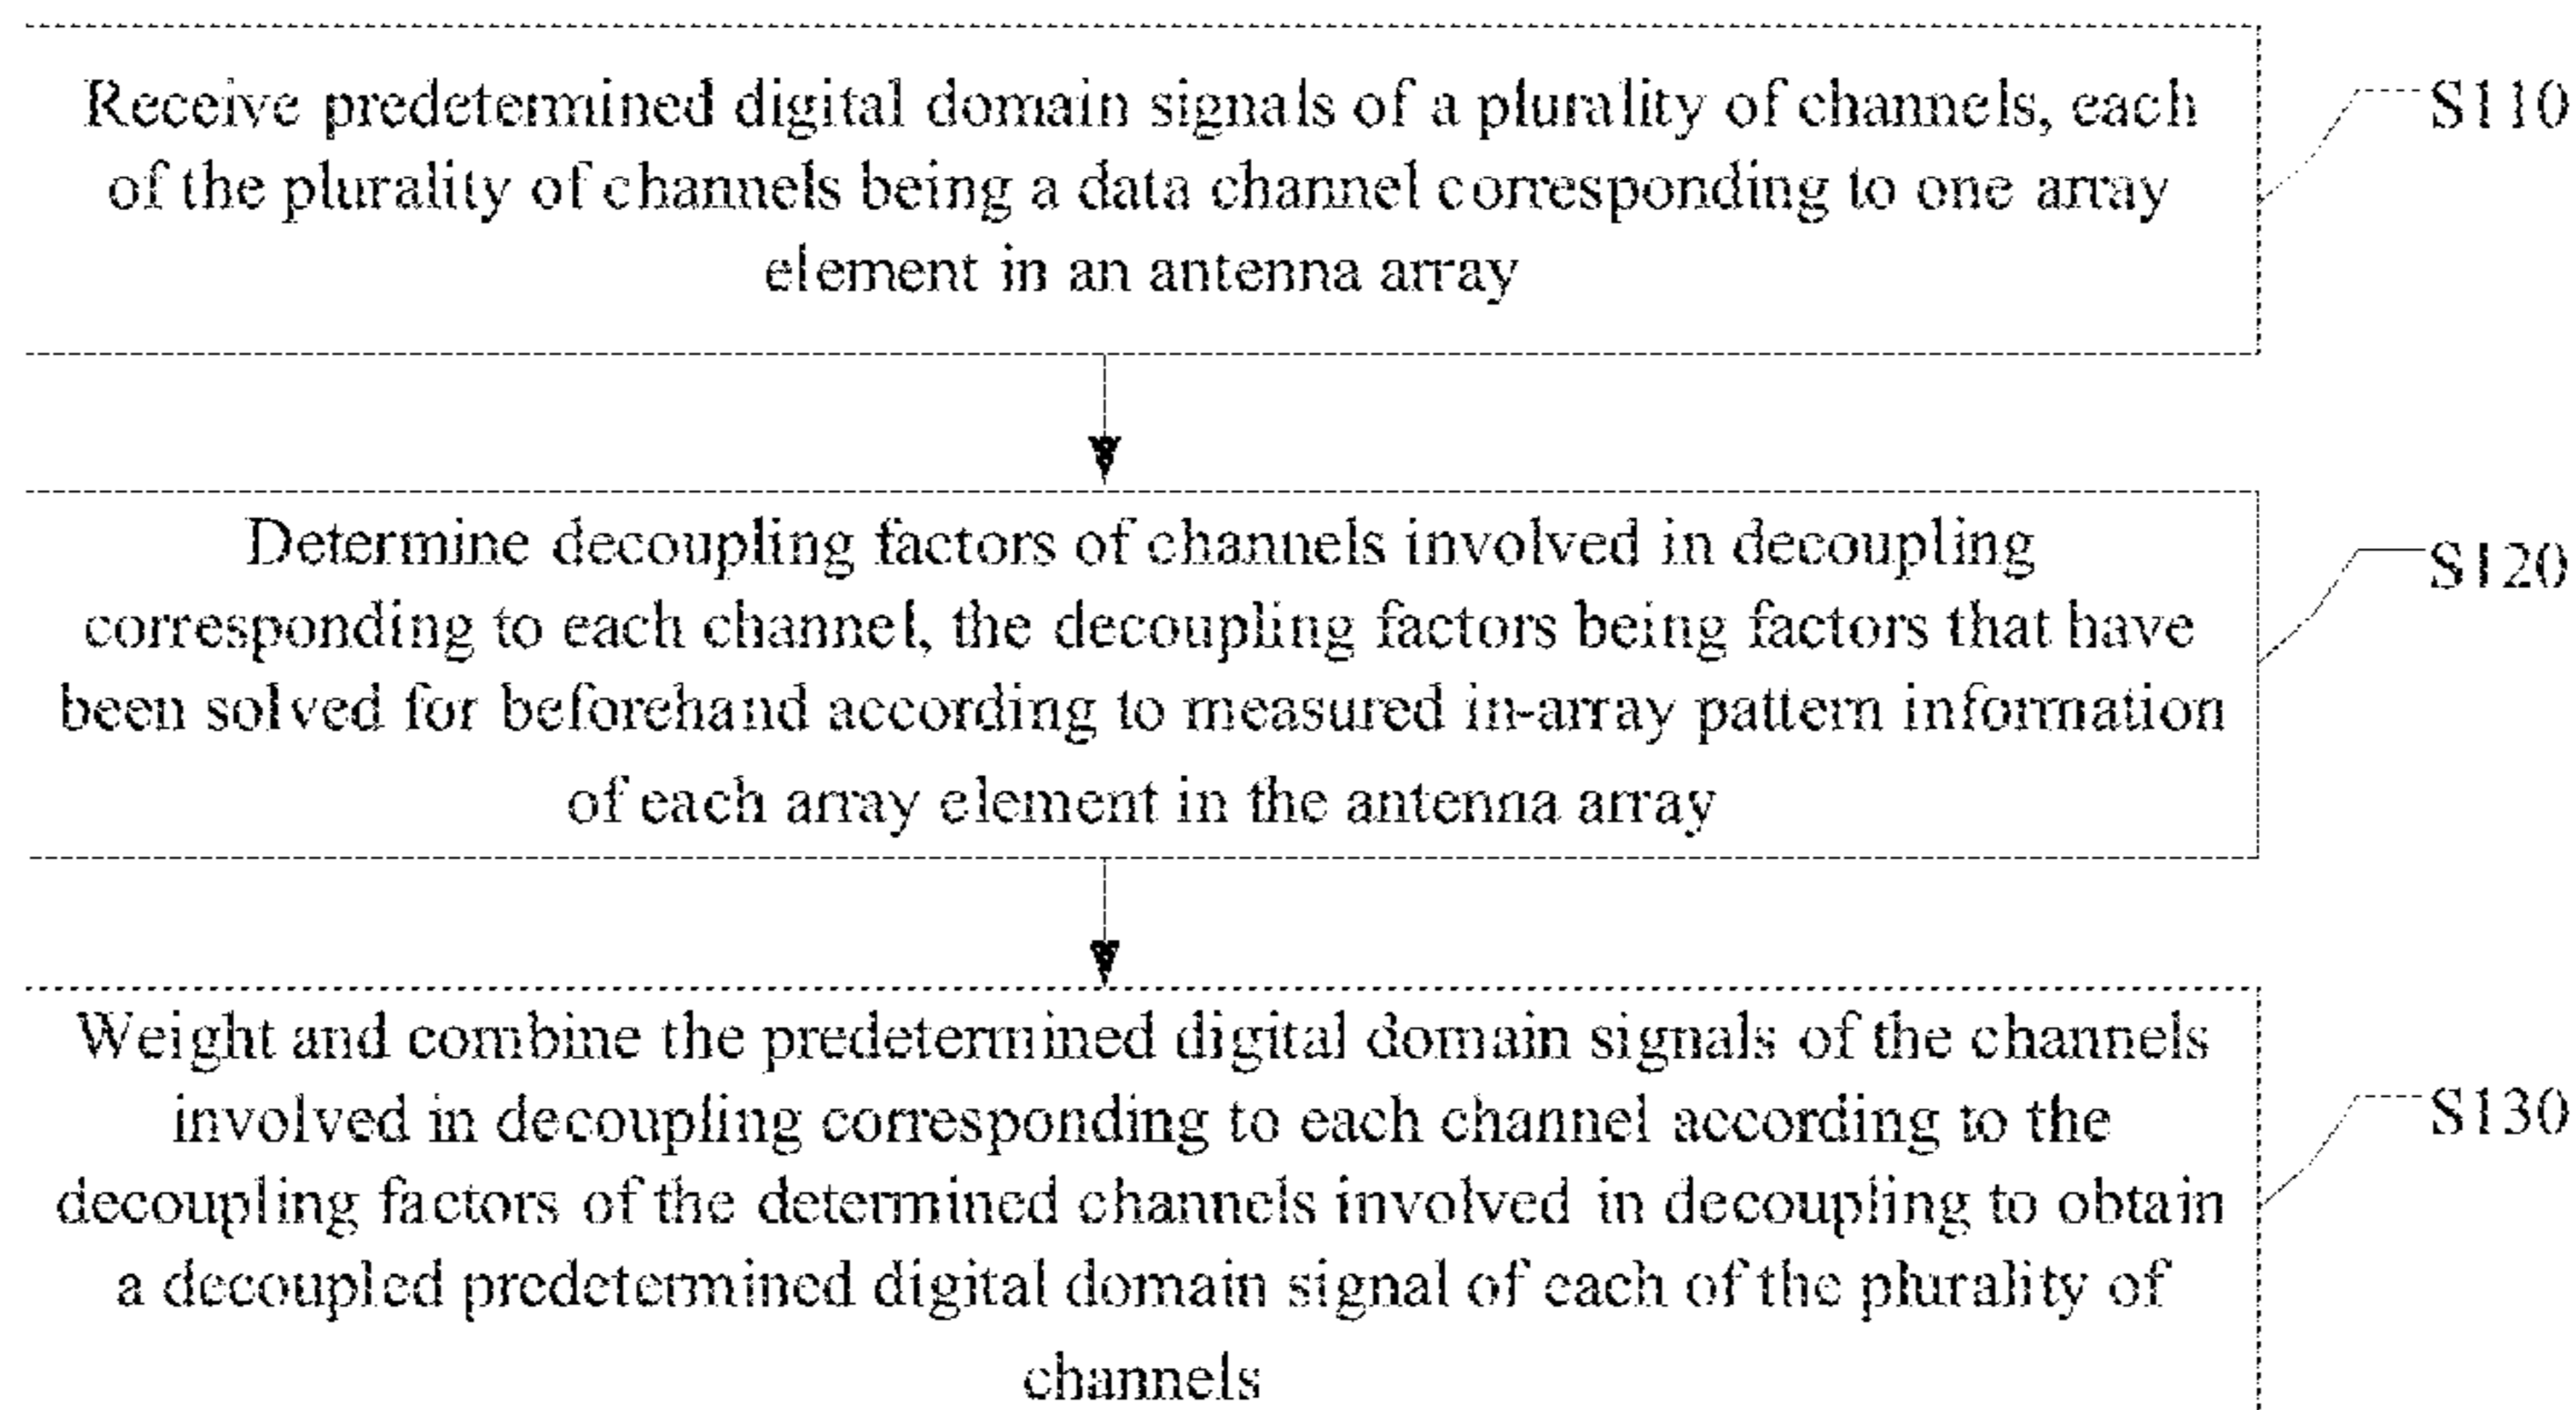 Receive predetermined digital domain signals of a plurality of channels, each
of the plurality of channels being a data channel corresponding to one array
element in an antenna array
S110
Determine decoupling factors of channels involved in decoupling
corresponding to each channel, the decoupling factors being factors that have
been solved for beforehand according to measured in-array pattern information
of each array element in the antenna array
S120
Weight and combine the predetermined digital domain signals of the channels
involved in decoupling corresponding to each channel according to the
decoupling factors of the determined channels involved in decoupling to obtain
a decoupled predetermined digital domain signal of each of the plurality of
channels
S130